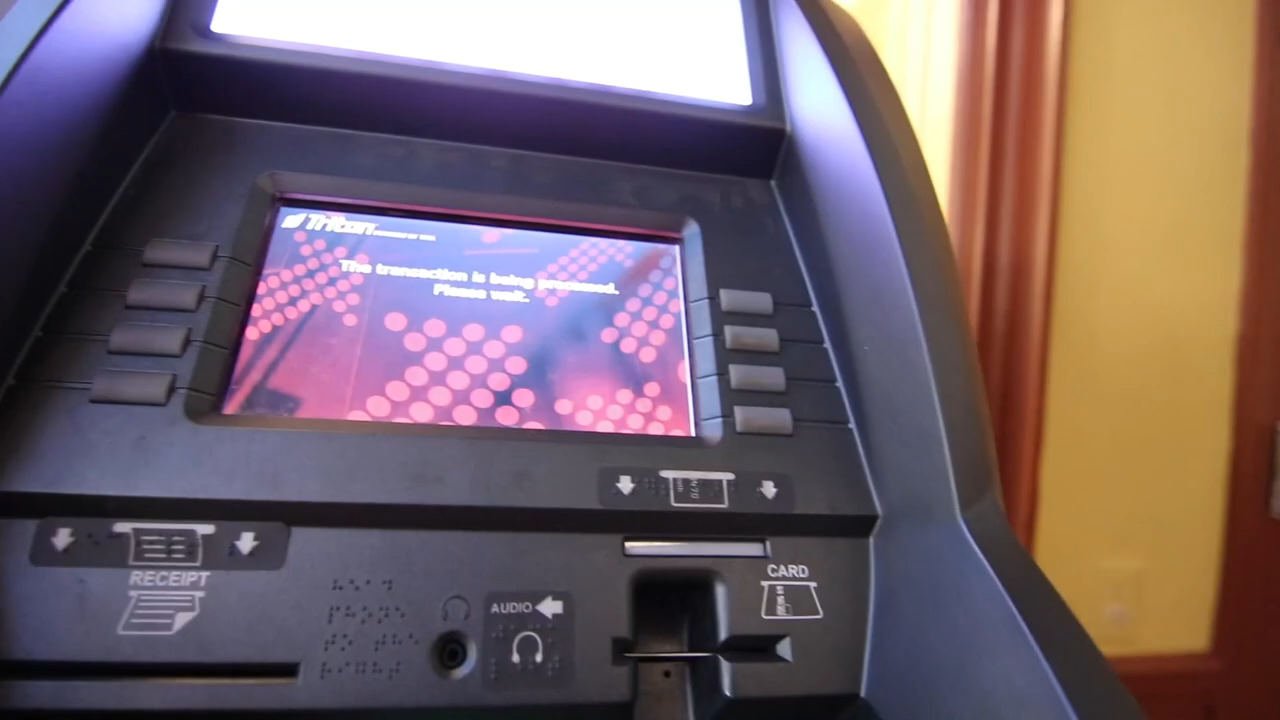 Triton
The transaction is being processed.
Please wait.
RECEIPT
AUDIO
CARD